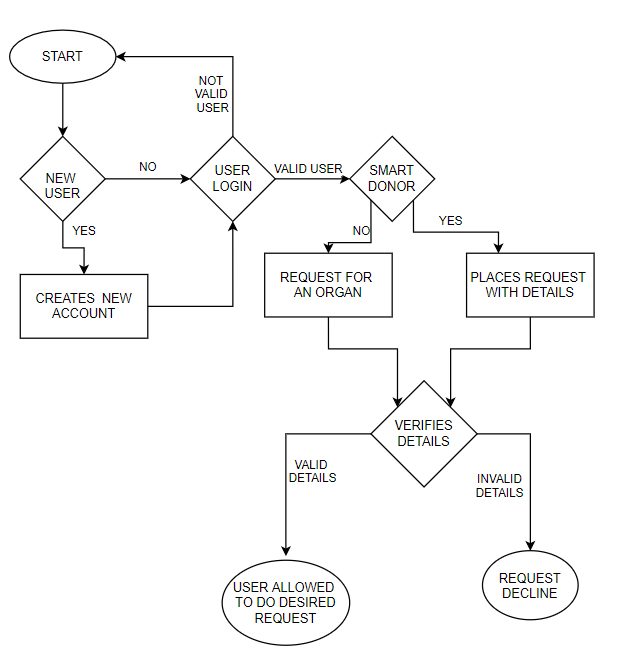 START
NOT
VALID
USER
NEW
USER
NO
USER
LOGIN
VALID USER
SMART
DONOR
YES
NO
YES
CREATES NEW
ACCOUNT
REQUEST FOR
AN ORGAN
PLACES REQUEST
WITH DETAILS
VERIFIES
DETAILS
VALID
DETAILS
INVALID
DETAILS
USER ALLOWED
TO DO DESIRED
REQUEST
REQUEST
DECLINE